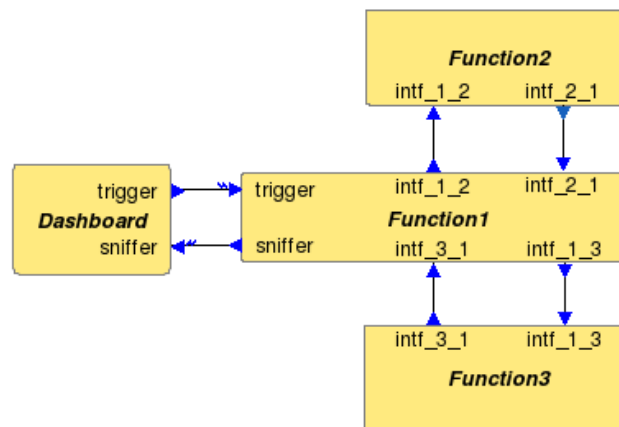 Function2
intf_1_2 intf_2_1
trigger trigger intf_1_2 intf_2_1
Dashboard Function1
sniffer sniffer intf_3_1 intf_1_3
intf_3_1 intf_1_3
Function3